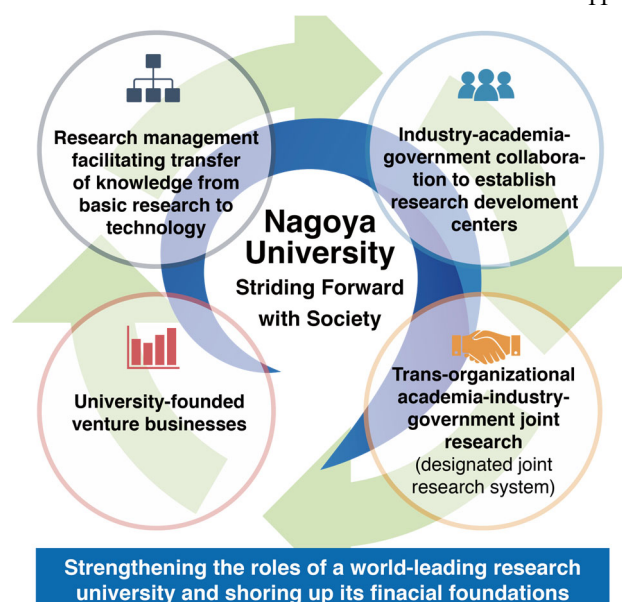 Research management
facilitating transfer
of knowledge from
basic research to
technology
Industry-academia-
government collabora-
tion to establish
research develoment
centers
Nagoya
University
Striding Forward
with Society
University-founded
venture businesses
Trans-organizational
academia-industry-
government joint
research
(designated joint
research system)
Strengthening the roles of a world-leading research
university and shoring up its finacial foundations